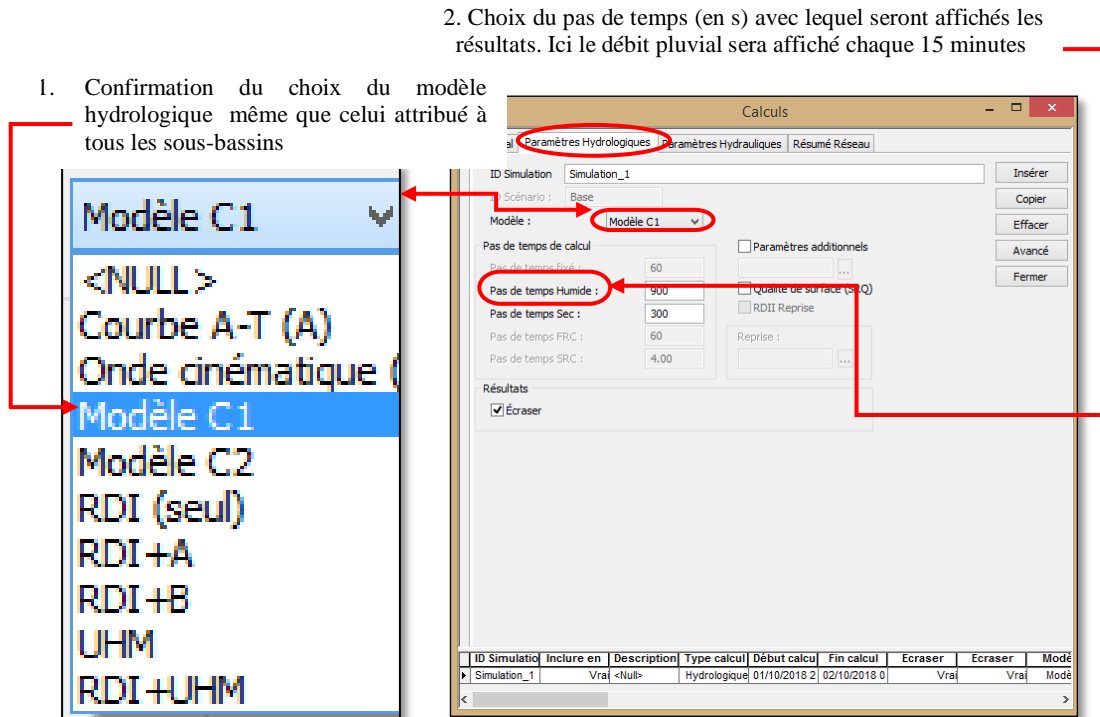 2. Choix du pas de temps (en s) avec lequel seront affichés les
résultats. Ici le débit pluvial sera affiché chaque 15 minutes
1. Confirmation du choix du modèle
hydrologique même que celui attribué à
tous les sous-bassins
Modèle C1
<NULL>
Courbe A-T (A)
Onde cinématique (
Modèle C1
Modèle C2
RDI (seul)
RDI+A
RDI+B
UHM
RDI+UHM
Calculs
al Paramètres Hydrologiques Paramètres Hydrauliques Résumé Réseau
ID Simulation Simulation_1 Insérer
ID Scénario : Base Copier
Modèle : Modèle C1 Effacer
Pas de temps de calcul Paramètres additionnels Avancé
Pas de temps fixé : 60 ... Fermer
Pas de temps Humide : 900 Qualité de surface (SRQ)
Pas de temps Sec : 300 RDII Reprise
Pas de temps FRC : 60 Reprise :
Pas de temps SRC : 4.00 ...
Résultats
Écraser
ID Simulatio Inclure en Description Type calcul Début calcu Fin calcul Ecraser Ecraser Modè
Simulation_1 Vrai <Null> Hydrologique 01/10/2018 2 02/10/2018 0 Vrai Vrai Modè